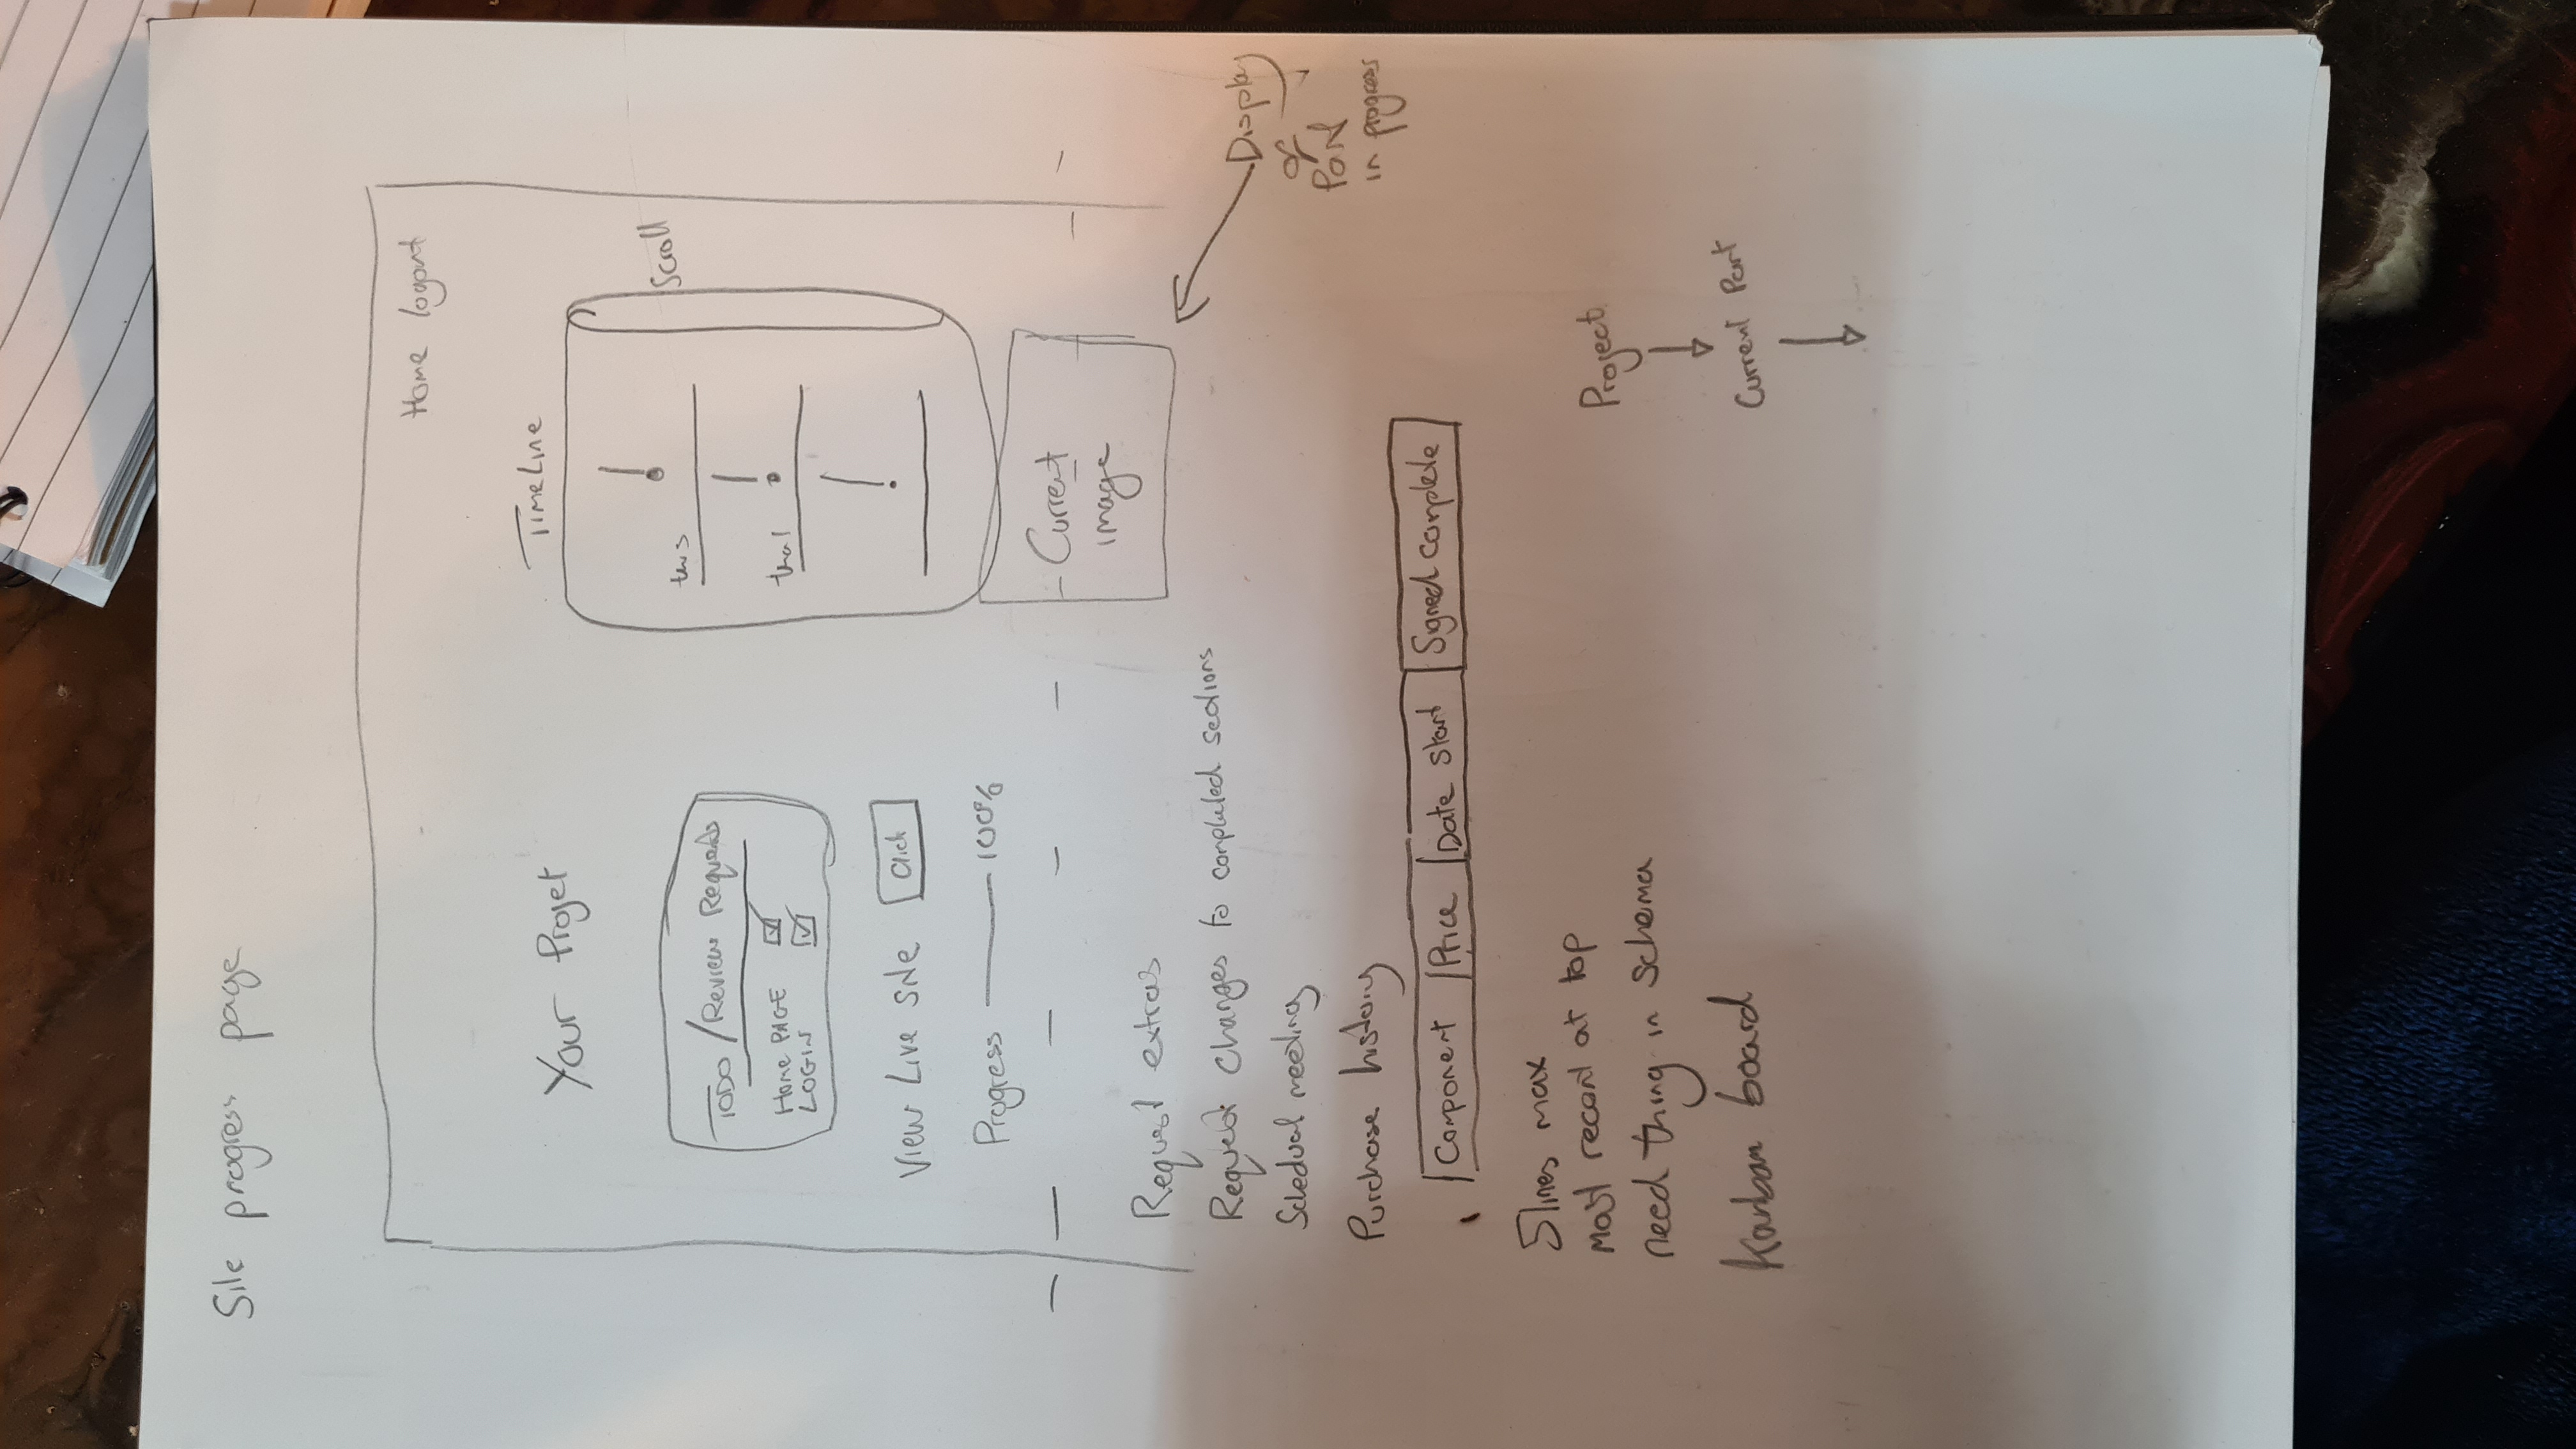 Site progress page
Home logout
Your Projet
TimeLine
TODO / Review Requests
Home PAGE
LOGIN
this
that
Scroll
View Live site
Click
Progress 100%
Current
image
Request extras
Request changes to completed sections
Schedual meeting
Display
of
Part
in progress
Purchase history
Component Price Date Start Signed complete
5 lines max
most recent at top
need thing in schema
Kanban board
Project
Current Part